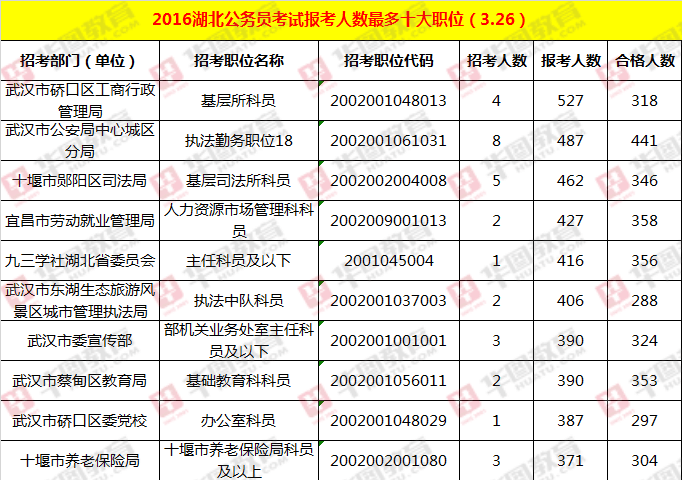 2016湖北公务员考试报考人数最多十大职位（3.26）
招考部门（单位） 招考职位名称 招考职位代码 招考人数 报考人数 合格人数
武汉市硚口区工商行政管理局 基层所科员 2002001048013 4 527 318
武汉市公安局中心城区分局 执法勤务职位18 2002001061031 8 487 441
十堰市郧阳区司法局 基层司法所科员 2002002004008 5 462 346
宜昌市劳动就业管理局 人力资源市场管理科科员 2002009001013 2 427 358
九三学社湖北省委员会 主任科员及以下 2001045004 1 416 356
武汉市东湖生态旅游风景区城市管理执法局 执法中队科员 2002001037003 2 406 288
武汉市委宣传部 部机关业务处室主任科员及以下 2002001001001 3 390 324
武汉市蔡甸区教育局 基础教育科科员 2002001056011 2 390 353
武汉市硚口区委党校 办公室科员 2002001048029 1 387 297
十堰市养老保险局 十堰市养老保险局科员及以上 2002002001080 3 371 304
华图教育
HUATU.COM